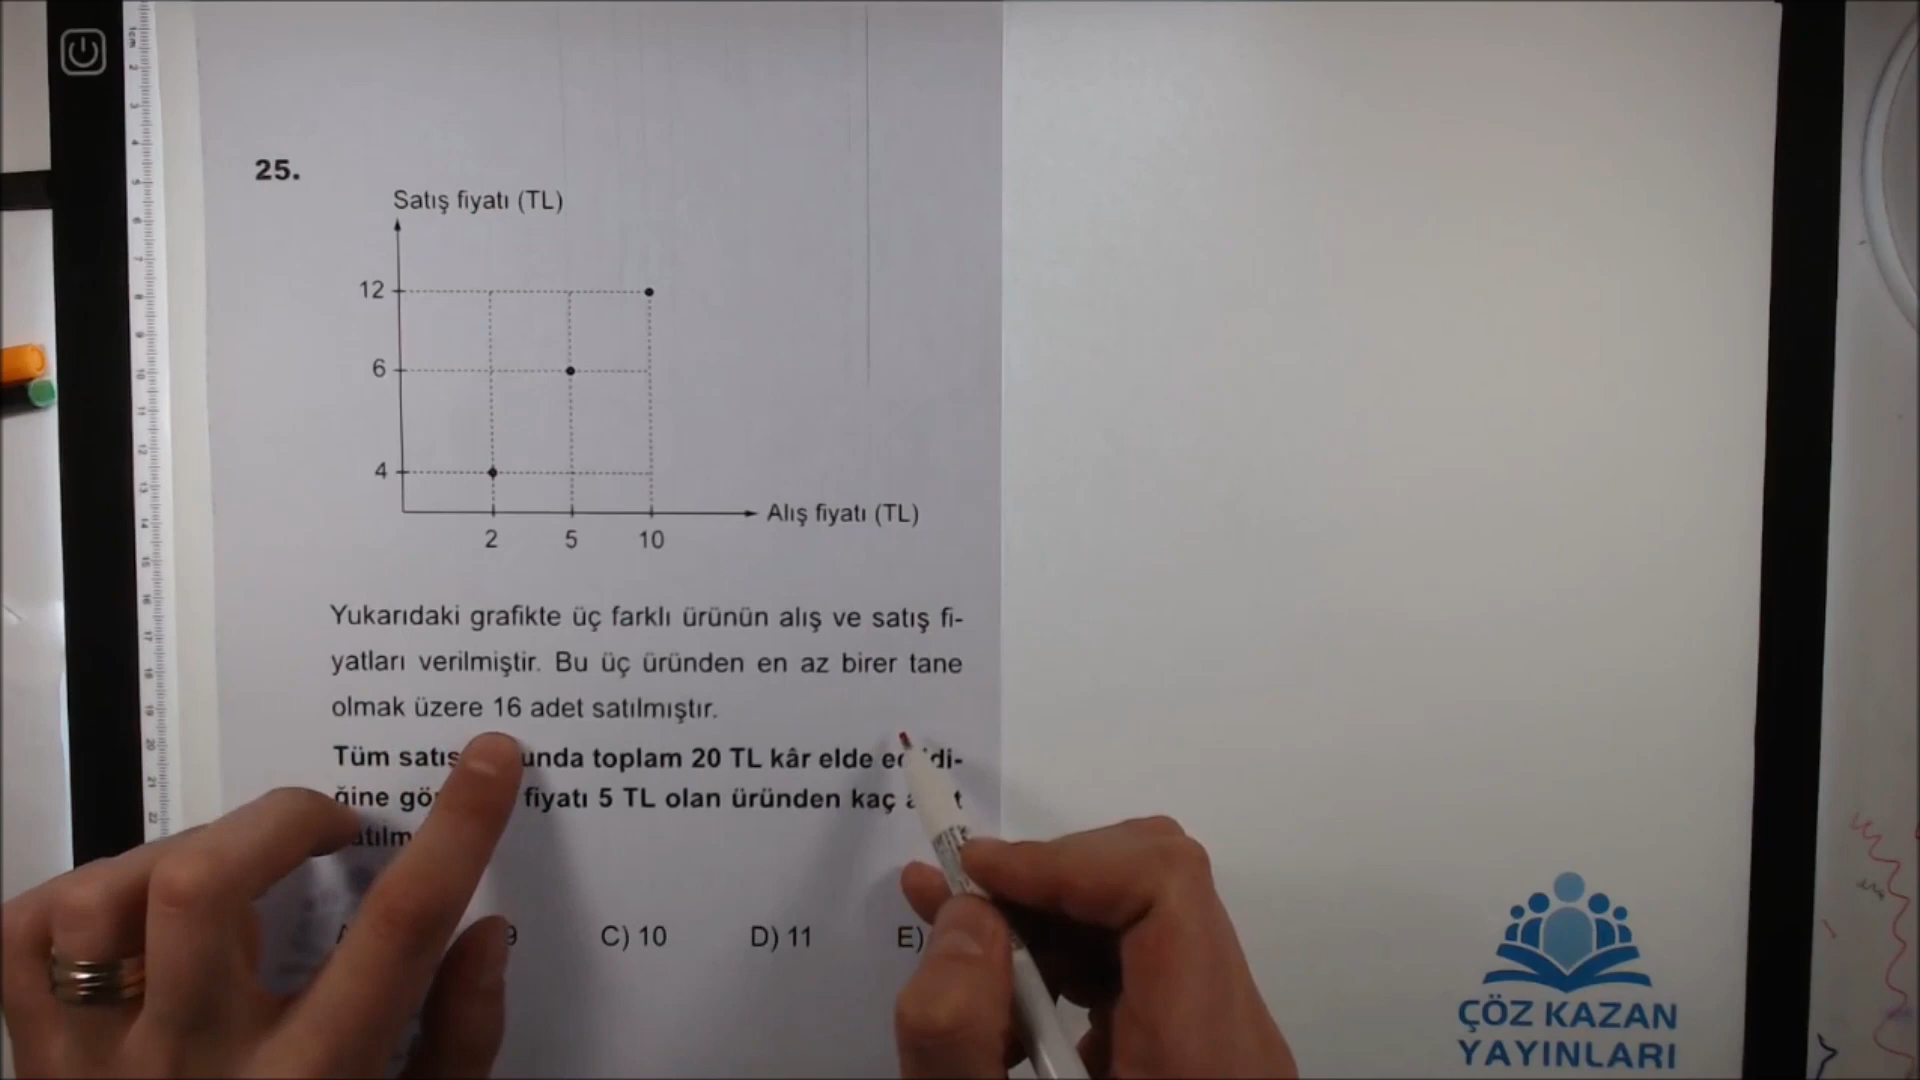 25.
Satış fiyatı (TL)
12
6
4
Alış fiyatı (TL)
2 5 10
Yukarıdaki grafikte üç farklı ürünün alış ve satış fi-
yatları verilmiştir. Bu üç üründen en az birer tane
olmak üzere 16 adet satılmıştır.
Tüm toplam 20 TL kâr elde
fiyatı 5 TL olan üründen kaç
C) 10 D) 11 E)
ÇÖZ KAZAN
YAYINLARI